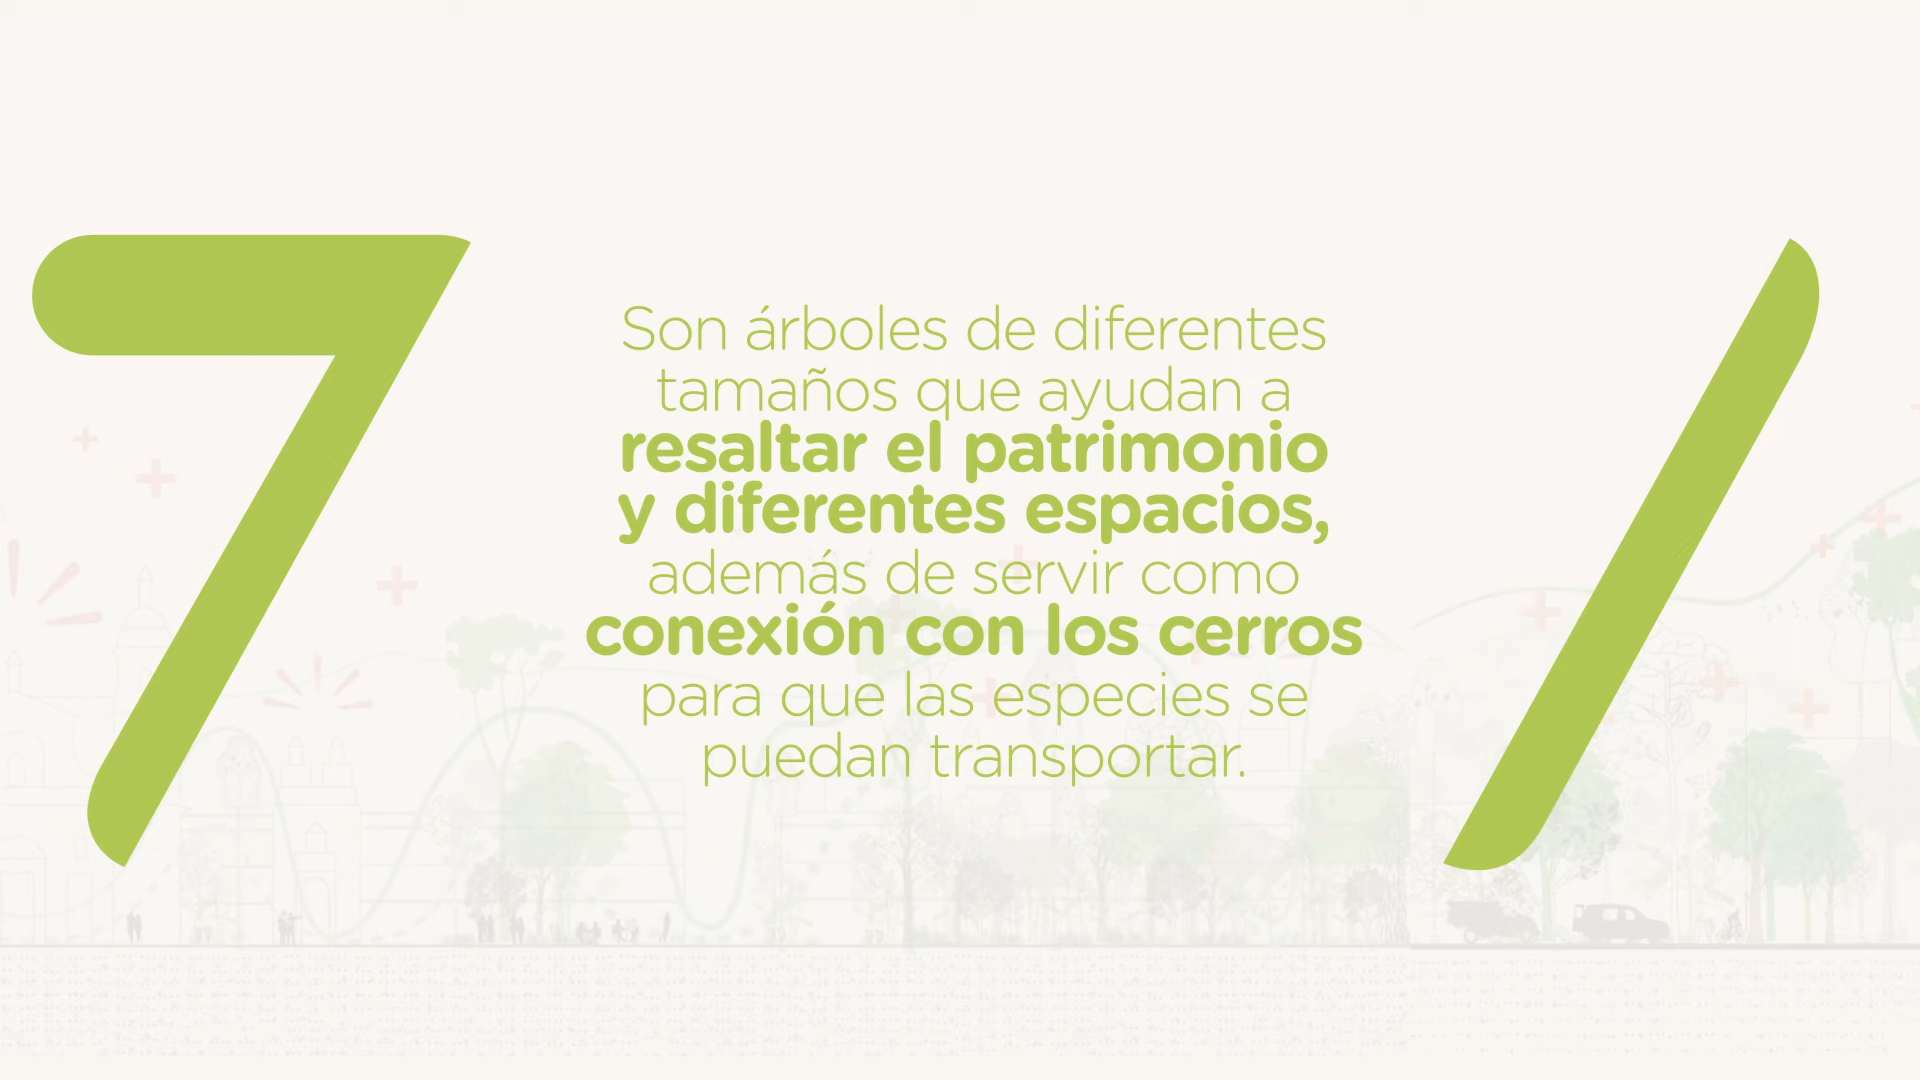 7
Son árboles de diferentes
tamaños que ayudan a
resaltar el patrimonio
y diferentes espacios,
además de servir como
conexión con los cerros
para que las especies se
puedan transportar.